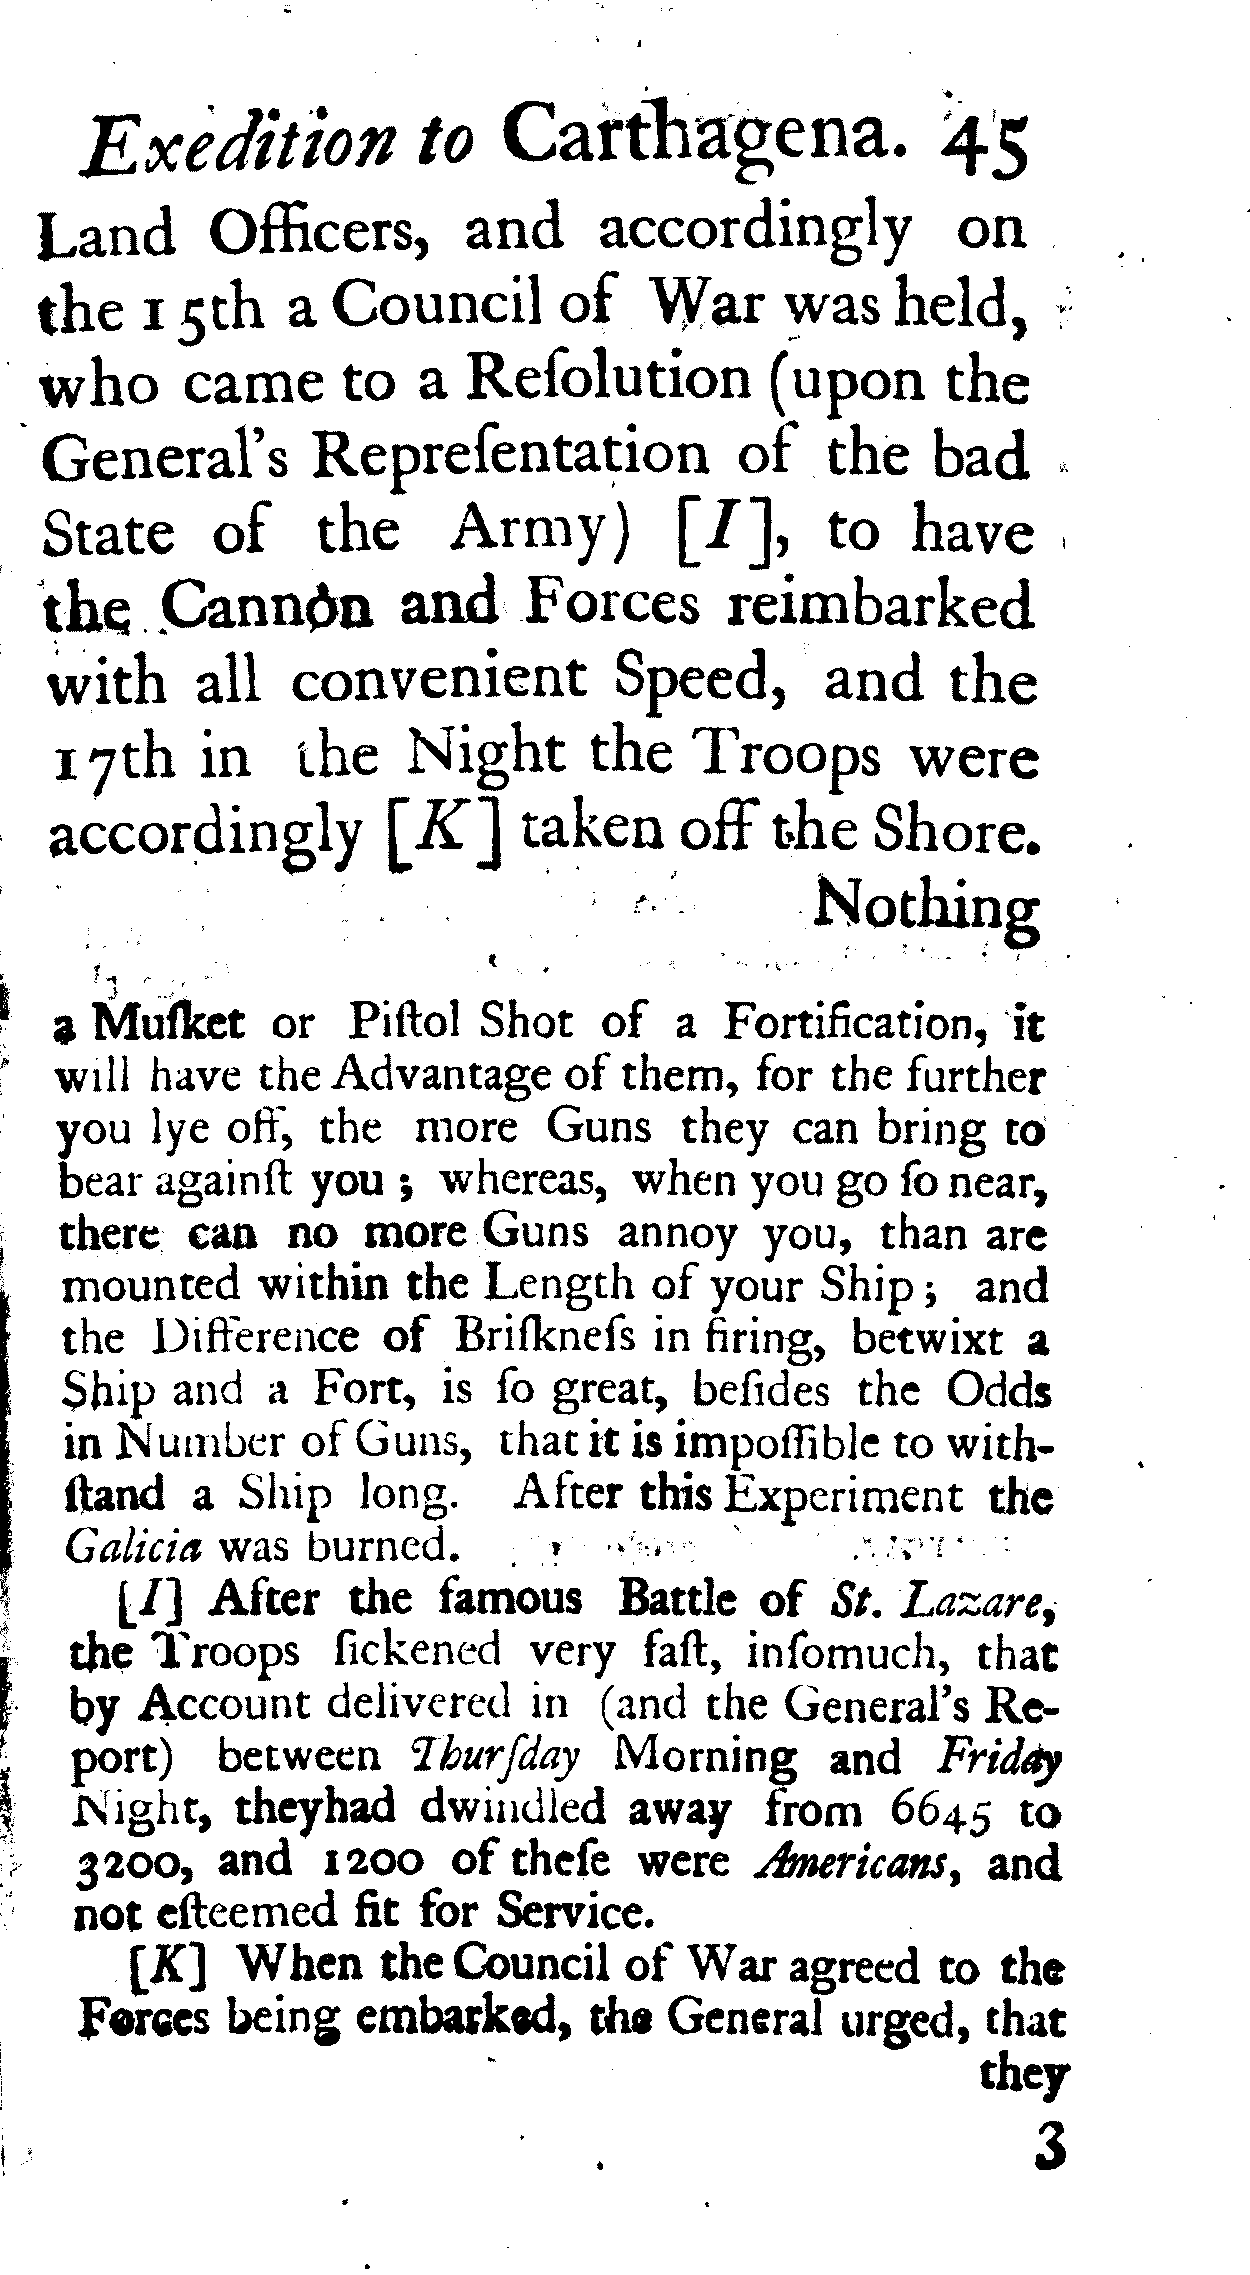 Exedition to Carthagena. 45
Land Officers, and accordingly on
the 15th a Council of War was held,
who came to a Reſolution (upon the
General's Repreſentation of the bad
State of the Army) [I], to have
the Cannon and Forces reimbarked
with all convenient Speed, and the
17th in the Night the Troops were
accordingly [K] taken off the Shore.
Nothing
a Muſket or Piſtol Shot of a Fortification, it
will have the Advantage of them, for the further
you lye off, the more Guns they can bring to
bear againſt you ; whereas, when you go ſo near,
there can no more Guns annoy you, than are
mounted within the Length of your Ship ; and
the Difference of Briſkneſs in firing, betwixt a
Ship and a Fort, is ſo great, beſides the Odds
in Number of Guns, that it is impoſſible to with-
ſtand a Ship long. After this Experiment the
Galicia was burned.
[I] After the famous Battle of St. Lazare,
the Troops ſickened very faſt, inſomuch, that
by Account delivered in (and the General's Re-
port) between Thurſday Morning and Friday
Night, theyhad dwindled away from 6645 to
3200, and 1200 of theſe were Americans, and
not eſteemed fit for Service.
[K] When the Council of War agreed to the
Forces being embarked, the General urged, that
they
3